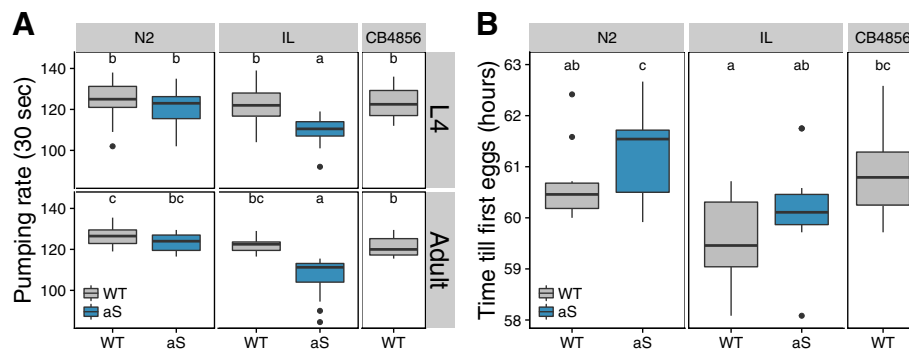 A
N2 IL CB4856
b b b a b
140
120
100
L4
c bc bc a b
140
120
100
Adult
Pumping rate (30 sec)
WT
aS
WT aS WT aS WT
B
N2 IL CB4856
ab c a ab bc
63
62
61
60
59
58
Time till first eggs (hours)
WT
aS
WT aS WT aS WT